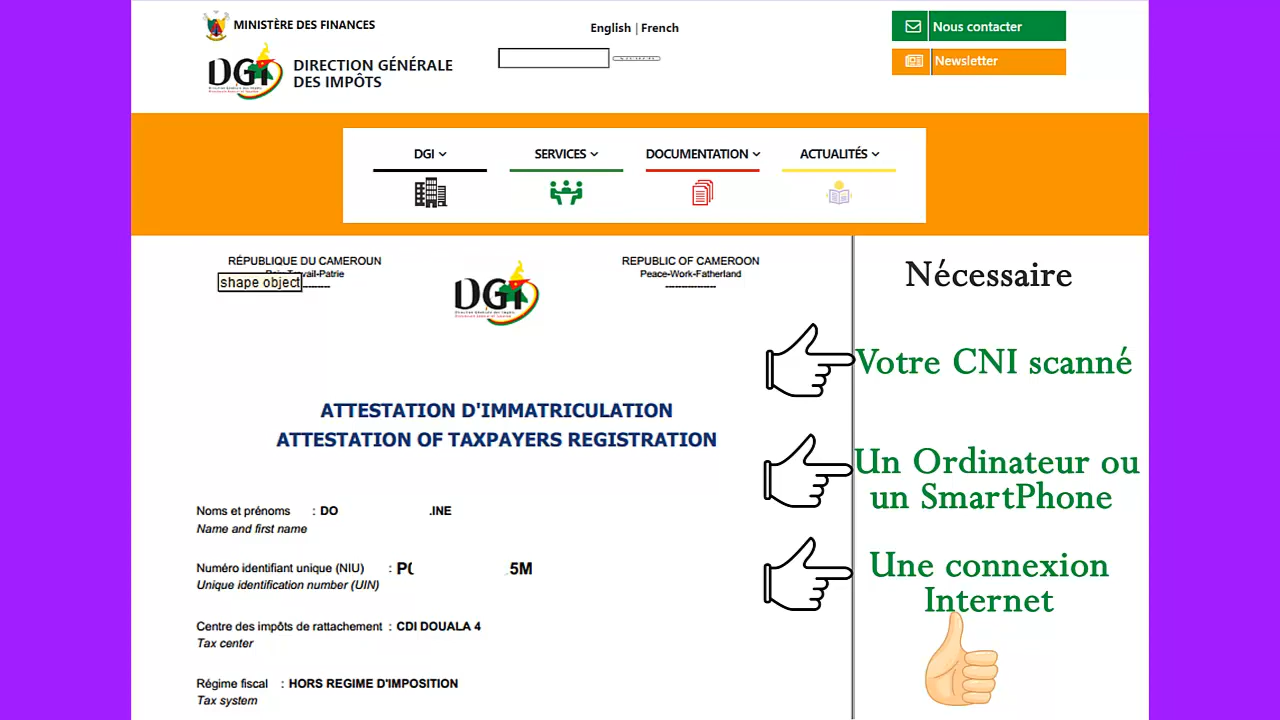 MINISTÈRE DES FINANCES
English | French
Nous contacter
DGI
DIRECTION GÉNÉRALE
DES IMPÔTS
Newsletter
DGI
SERVICES
DOCUMENTATION
ACTUALITÉS
RÉPUBLIQUE DU CAMEROUN
shape object
---------
DGI
REPUBLIC OF CAMEROON
Peace-Work-Fatherland
----------------
ATTESTATION D'IMMATRICULATION
ATTESTATION OF TAXPAYERS REGISTRATION
Noms et prénoms : DO .INE
Name and first name
Numéro identifiant unique (NIU) : P0 5M
Unique identification number (UIN)
Centre des impôts de rattachement : CDI DOUALA 4
Tax center
Régime fiscal : HORS REGIME D'IMPOSITION
Tax system
Nécessaire
Votre CNI scanné
Un Ordinateur ou
un SmartPhone
Une connexion
Internet